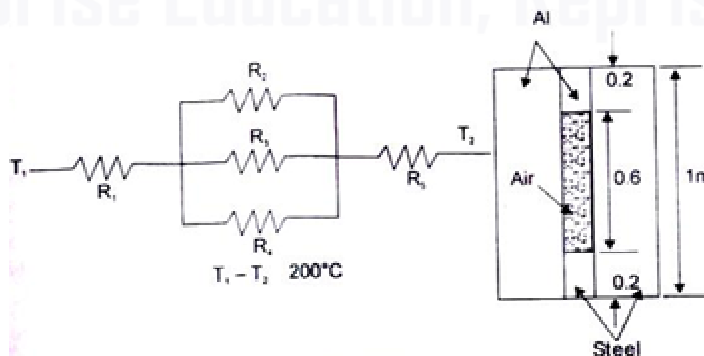 Al
R₂
0.2
T₁
R₁
R₃
R₅
T₂
Air
0.6
1m
R₄
T₁ – T₂ 200°C
0.2
Steel